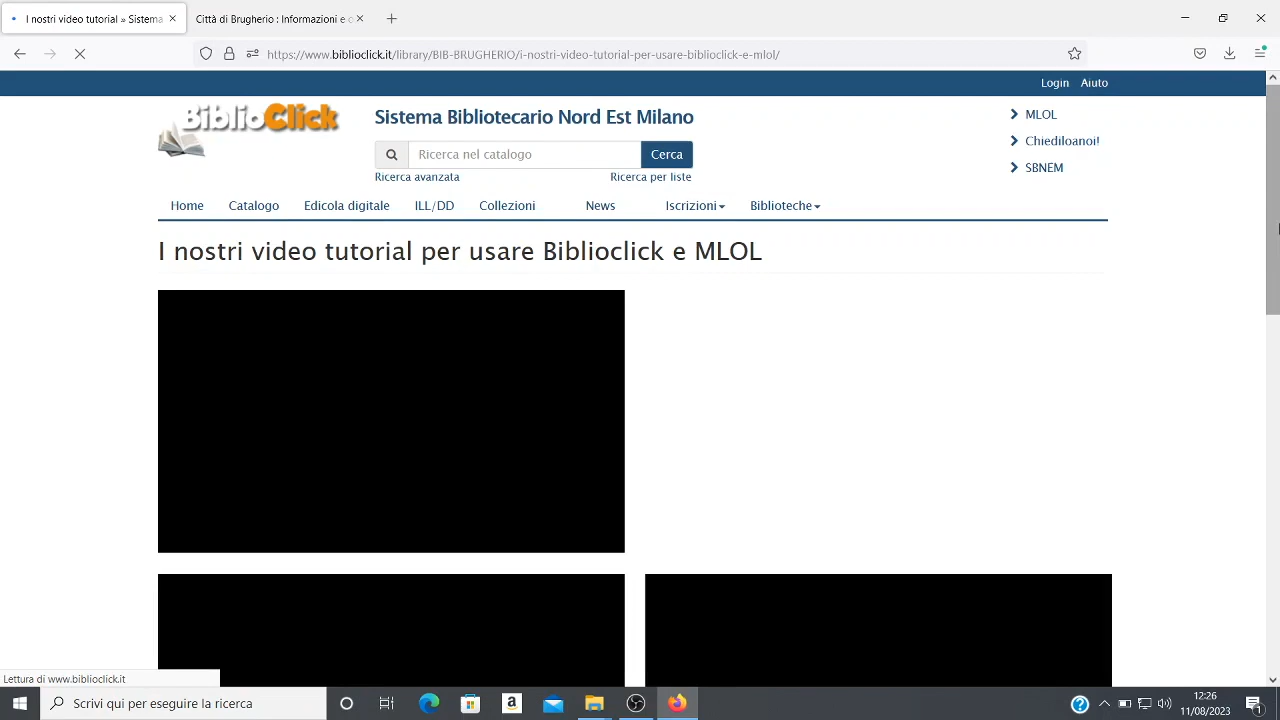 I nostri video tutorial » Sistema
Città di Brugherio : Informazioni e c
https://www.biblioclick.it/library/BIB-BRUGHERIO/i-nostri-video-tutorial-per-usare-biblioclick-e-mlol/
Login Aiuto
BiblioClick
Sistema Bibliotecario Nord Est Milano
Ricerca nel catalogo
Cerca
Ricerca avanzata
Ricerca per liste
MLOL
Chiediloanoi!
SBNEM
Home Catalogo Edicola digitale ILL/DD Collezioni News Iscrizioni Biblioteche
I nostri video tutorial per usare Biblioclick e MLOL
Lettura di www.biblioclick.it
Scrivi qui per eseguire la ricerca
12:26
11/08/2023